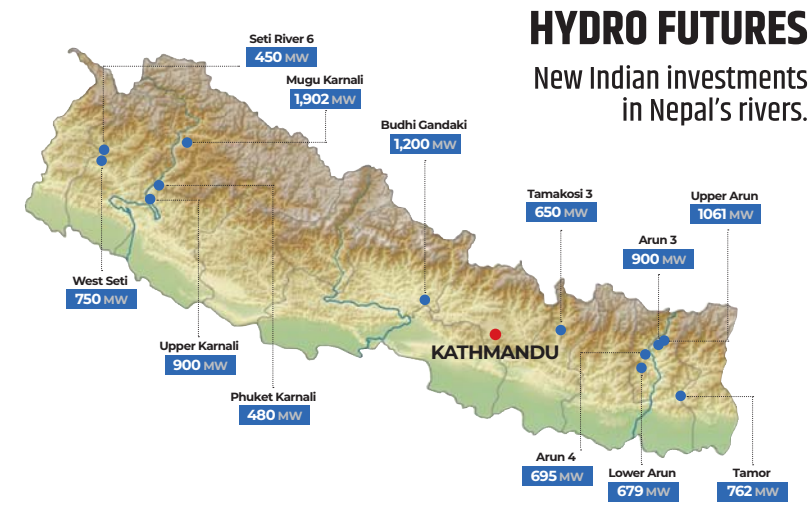 HYDRO FUTURES
New Indian investments
in Nepal's rivers.
Seti River 6
450 MW
Mugu Karnali
1,902 MW
Budhi Gandaki
1,200 MW
Tamakosi 3
650 MW
Upper Arun
1061 MW
Arun 3
900 MW
West Seti
750 MW
Upper Karnali
900 MW
Phuket Karnali
480 MW
KATHMANDU
Arun 4
695 MW
Lower Arun
679 MW
Tamor
762 MW